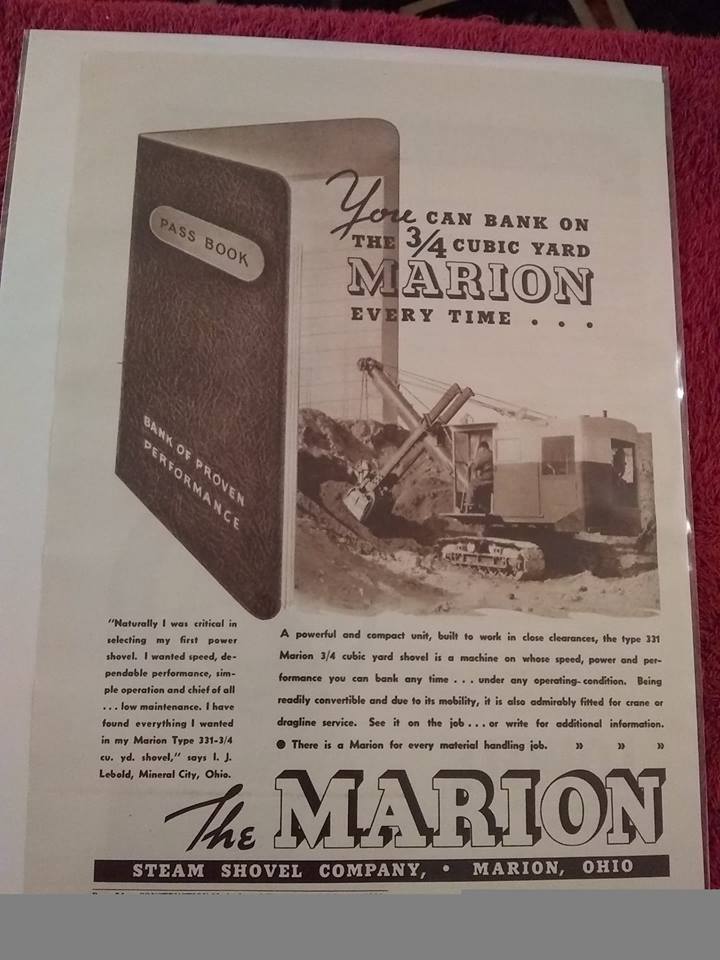 PASS BOOK
BANK OF PROVEN
PERFORMANCE
You CAN BANK ON
THE 3/4 CUBIC YARD
MARION
EVERY TIME . . .
"Naturally I was critical in
selecting my first power
shovel. I wanted speed, de-
pendable performance, sim-
ple operation and chief of all
. . . low maintenance. I have
found everything I wanted
in my Marion Type 331-3/4
cu. yd. shovel," says I. J.
Lebold, Mineral City, Ohio.
A powerful and compact unit, built to work in close clearances, the type 331
Marion 3/4 cubic yard shovel is a machine on whose speed, power and per-
formance you can bank any time . . . under any operating-condition. Being
readily convertible and due to its mobility, it is also admirably fitted for crane or
dragline service. See it on the job . . . or write for additional information.
● There is a Marion for every material handling job. » » »
The MARION
STEAM SHOVEL COMPANY, • MARION, OHIO